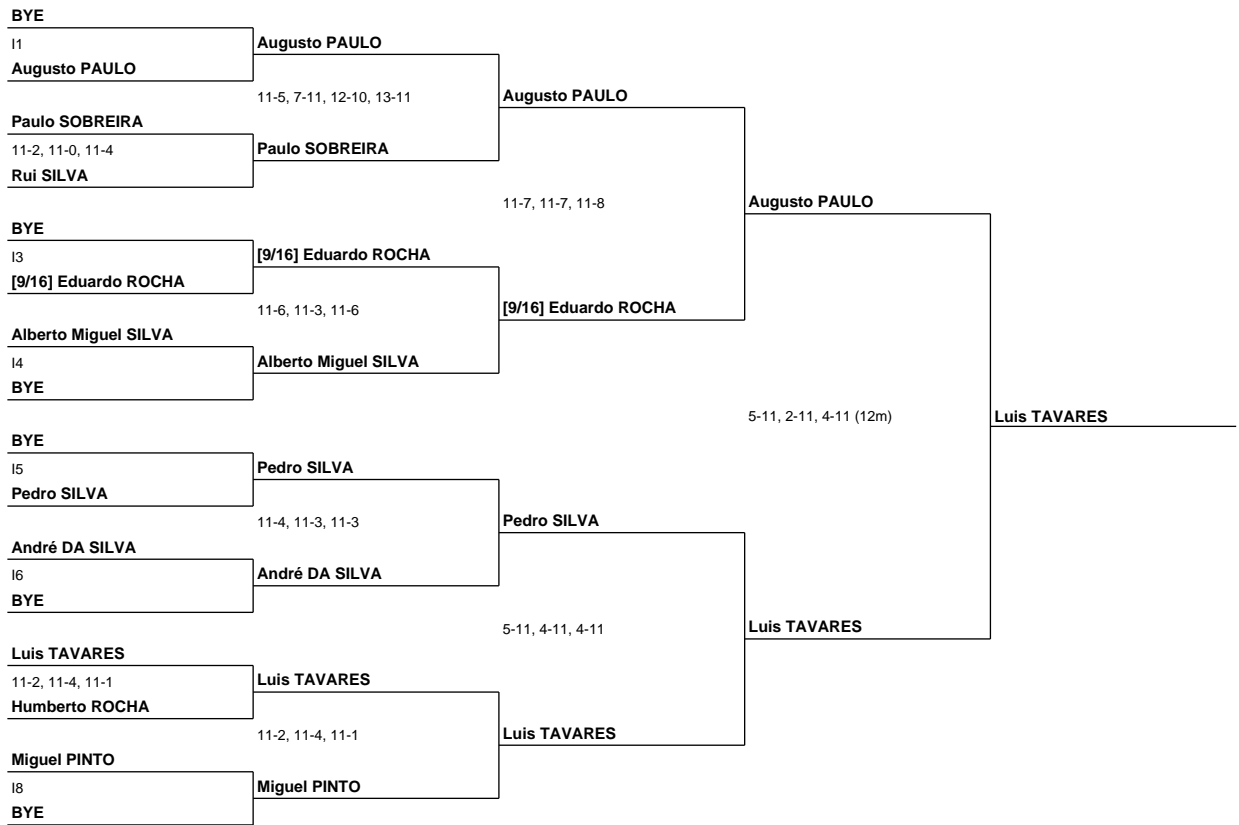 BYE
I1
Augusto PAULO
Augusto PAULO
11-5, 7-11, 12-10, 13-11
Augusto PAULO
Paulo SOBREIRA
11-2, 11-0, 11-4
Paulo SOBREIRA
Rui SILVA
11-7, 11-7, 11-8
Augusto PAULO
BYE
I3
[9/16] Eduardo ROCHA
[9/16] Eduardo ROCHA
11-6, 11-3, 11-6
[9/16] Eduardo ROCHA
Alberto Miguel SILVA
I4
Alberto Miguel SILVA
BYE
5-11, 2-11, 4-11 (12m)
Luis TAVARES
BYE
I5
Pedro SILVA
Pedro SILVA
11-4, 11-3, 11-3
Pedro SILVA
André DA SILVA
I6
André DA SILVA
BYE
5-11, 4-11, 4-11
Luis TAVARES
Luis TAVARES
11-2, 11-4, 11-1
Luis TAVARES
Humberto ROCHA
11-2, 11-4, 11-1
Luis TAVARES
Miguel PINTO
I8
Miguel PINTO
BYE